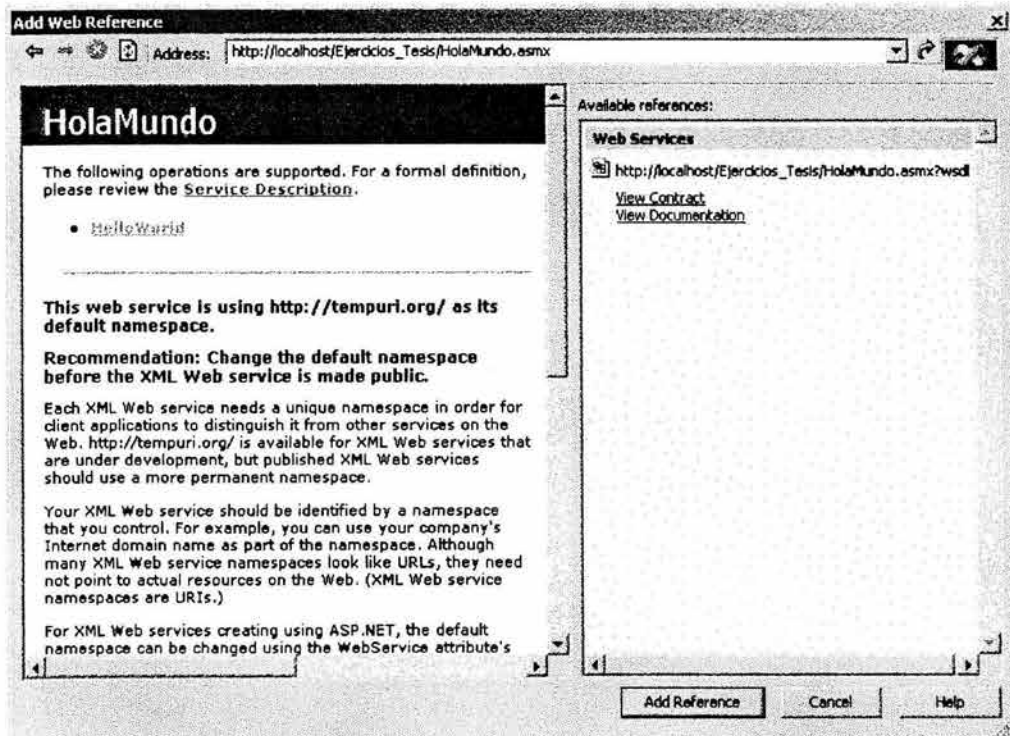 Add Web Reference
Address: http://localhost/Ejercicios_Tesis/HolaMundo.asmx
HolaMundo
The following operations are supported. For a formal definition,
please review the Service Description.
• HelloWorld
This web service is using http://tempuri.org/ as its
default namespace.
Recommendation: Change the default namespace
before the XML Web service is made public.
Each XML Web service needs a unique namespace in order for
client applications to distinguish it from other services on the
Web. http://tempuri.org/ is available for XML Web services that
are under development, but published XML Web services
should use a more permanent namespace.
Your XML Web service should be identified by a namespace
that you control. For example, you can use your company's
Internet domain name as part of the namespace. Although
many XML Web service namespaces look like URLs, they need
not point to actual resources on the Web. (XML Web service
namespaces are URIs.)
For XML Web services creating using ASP.NET, the default
namespace can be changed using the WebService attribute's
Available references:
Web Services
http://localhost/Ejercicios_Tesis/HolaMundo.asmx?wsdl
View Contract
View Documentation
Add Reference
Cancel
Help